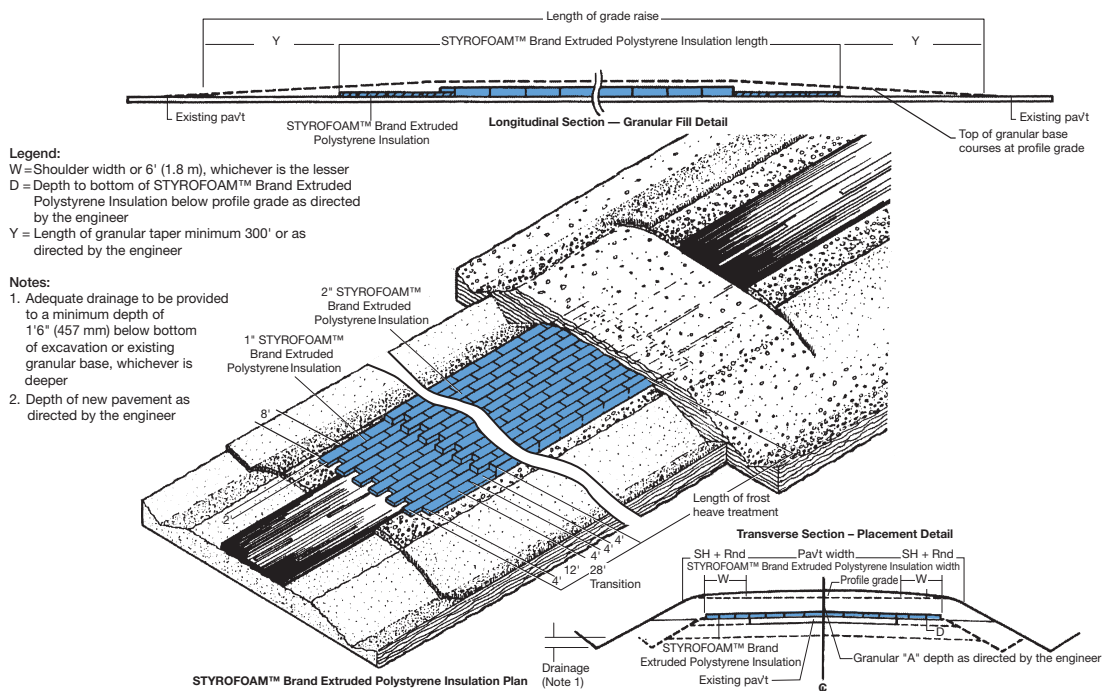 Length of grade raise
Y
STYROFOAM™ Brand Extruded Polystyrene Insulation length
Y
Existing pav't
STYROFOAM™ Brand Extruded
Polystyrene Insulation
Longitudinal Section — Granular Fill Detail
Top of granular base
courses at profile grade
Existing pav't
Legend:
W = Shoulder width or 6' (1.8 m), whichever is the lesser
D = Depth to bottom of STYROFOAM™ Brand Extruded
Polystyrene Insulation below profile grade as directed
by the engineer
Y = Length of granular taper minimum 300' or as
directed by the engineer
Notes:
1. Adequate drainage to be provided
to a minimum depth of
1'6" (457 mm) below bottom
of excavation or existing
granular base, whichever is
deeper
2. Depth of new pavement as
directed by the engineer
2" STYROFOAM™
Brand Extruded
Polystyrene Insulation
1" STYROFOAM™
Brand Extruded
Polystyrene Insulation
8'
2'
4'
12'
28'
4'
4'
4'
Transition
Length of frost
heave treatment
STYROFOAM™ Brand Extruded Polystyrene Insulation Plan
Transverse Section – Placement Detail
SH + Rnd
Pav't width
SH + Rnd
STYROFOAM™ Brand Extruded Polystyrene Insulation width
W
Profile grade
W
D
STYROFOAM™ Brand
Extruded Polystyrene Insulation
Existing pav't
Granular "A" depth as directed by the engineer
Drainage
(Note 1)
℄